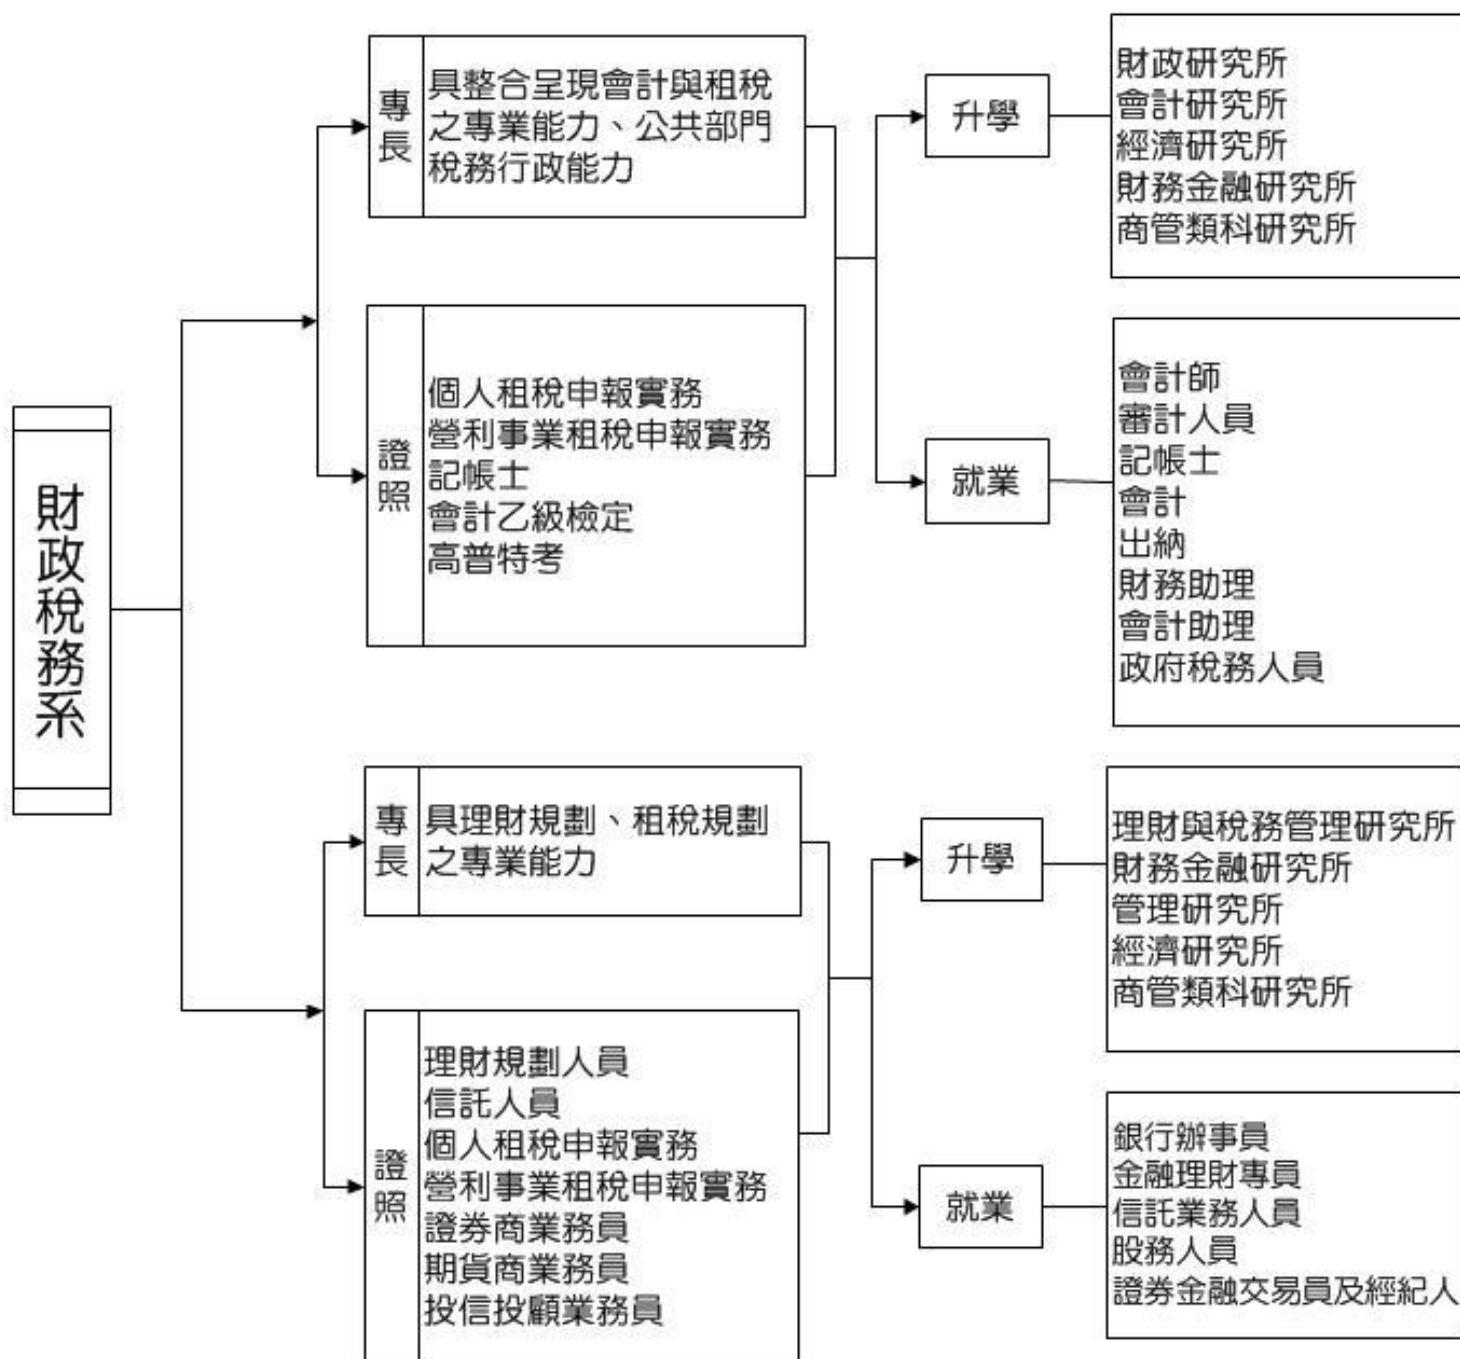 財政稅務系
專長
具整合呈現會計與租稅
之專業能力、公共部門
稅務行政能力
證照
個人租稅申報實務
營利事業租稅申報實務
記帳士
會計乙級檢定
高普特考
升學
財政研究所
會計研究所
經濟研究所
財務金融研究所
商管類科研究所
就業
會計師
審計人員
記帳士
會計
出納
財務助理
會計助理
政府稅務人員
專長
具理財規劃、租稅規劃
之專業能力
證照
理財規劃人員
信託人員
個人租稅申報實務
營利事業租稅申報實務
證券商業務員
期貨商業務員
投信投顧業務員
升學
理財與稅務管理研究所
財務金融研究所
管理研究所
經濟研究所
商管類科研究所
就業
銀行辦事員
金融理財專員
信託業務人員
股務人員
證券金融交易員及經紀人